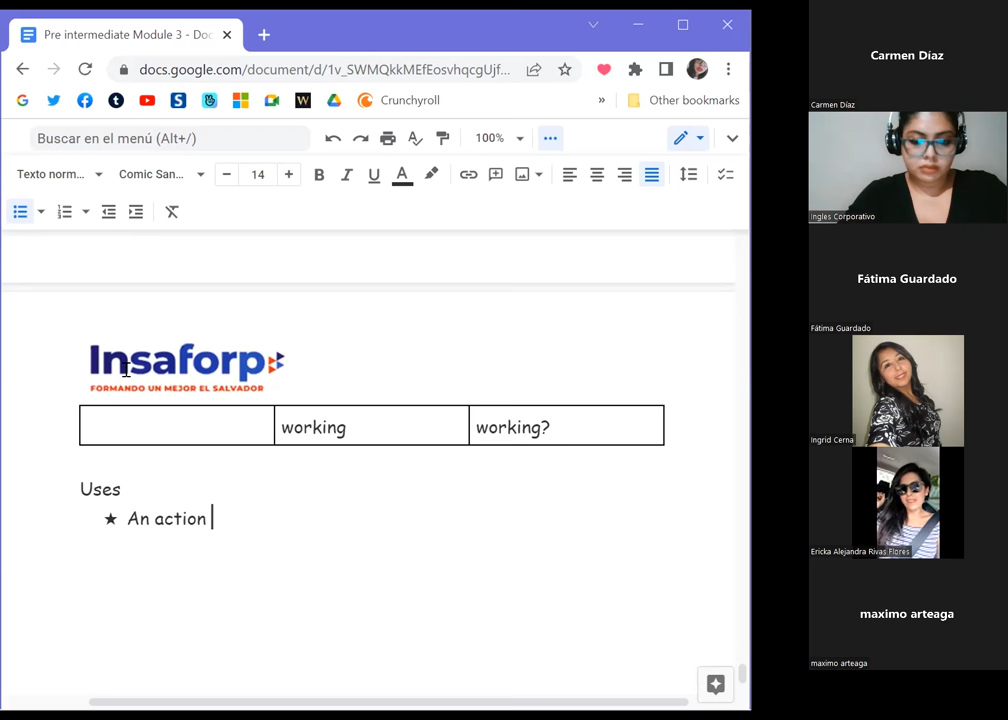 Pre intermediate Module 3 - Doc
docs.google.com/document/d/1v_SWMQkkMEfEosvhqcgUjf...
Crunchyroll
»
Other bookmarks
Buscar en el menú (Alt+/)
100%
Texto norm...
Comic San...
14
Insaforp
FORMANDO UN MEJOR EL SALVADOR
working
working?
Uses
★ An action
Carmen Díaz
Carmen Díaz
Ingles Corporativo
Fátima Guardado
Fátima Guardado
Ingrid Cerna
Ericka Alejandra Rivas Flores
maximo arteaga
maximo arteaga